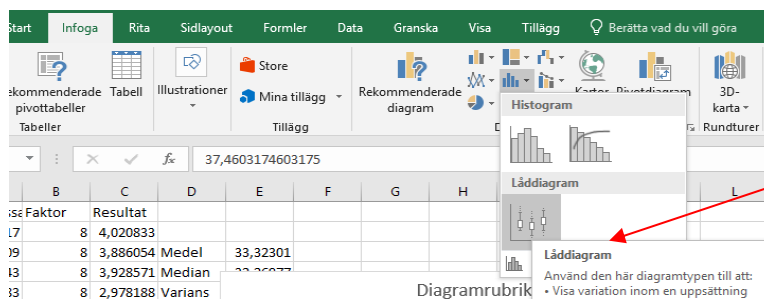 Start Infoga Rita Sidlayout Formler Data Granska Visa Tillägg Berätta vad du vill göra
Rekommenderade
pivottabeller
Tabell
Illustrationer
Store
Mina tillägg
Rekommenderade
diagram
Kartor Pivotdiagram
3D-
karta
Tabeller Tillägg Rundturer
Histogram
Låddiagram
fx 37,4603174603175
B C D E F G H L
Faktor Resultat
17 8 4,020833
09 8 3,886054 Medel 33,32301
43 8 3,928571 Median
33 8 2,978188 Varians
Diagramrubrik
Låddiagram
Använd den här diagramtypen till att:
• Visa variation inom en uppsättning